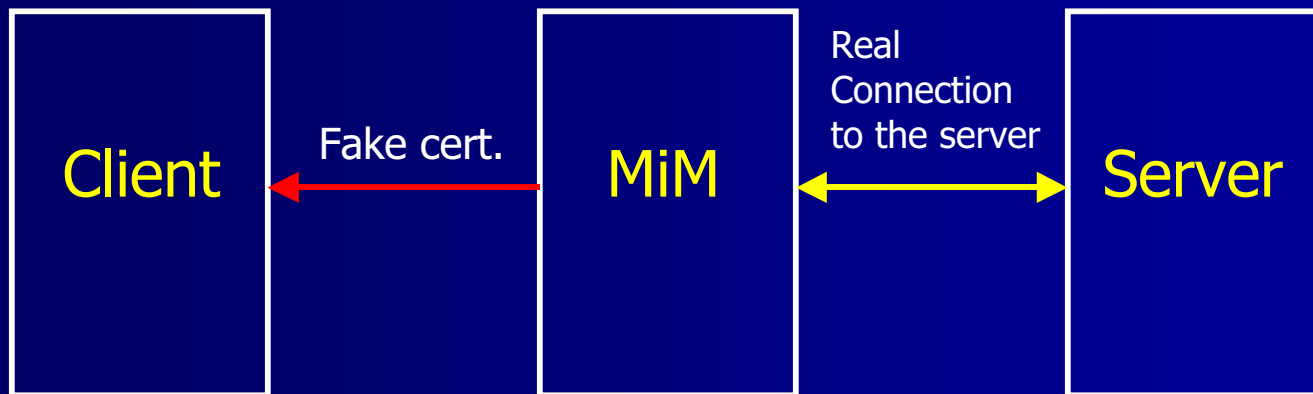 Client
Fake cert.
MiM
Real
Connection
to the server
Server